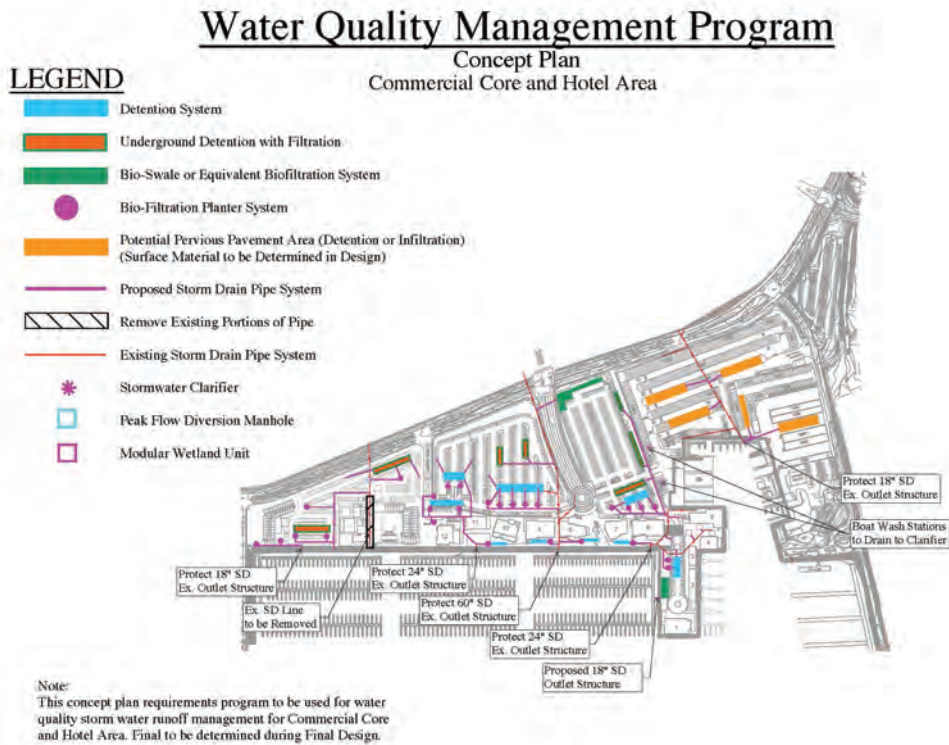 Water Quality Management Program
Concept Plan
Commercial Core and Hotel Area
LEGEND
Detention System
Underground Detention with Filtration
Bio-Swale or Equivalent Biofiltration System
Bio-Filtration Planter System
Potential Pervious Pavement Area (Detention or Infiltration)
(Surface Material to be Determined in Design)
Proposed Storm Drain Pipe System
Remove Existing Portions of Pipe
Existing Storm Drain Pipe System
Stormwater Clarifier
Peak Flow Diversion Manhole
Modular Wetland Unit
Protect 18" SD
Ex. Outlet Structure
Boat Wash Stations
to Drain to Clarifier
Protect 18" SD
Ex. Outlet Structure
Ex. SD Line
to be Removed
Protect 24" SD
Ex. Outlet Structure
Protect 60" SD
Ex. Outlet Structure
Protect 24" SD
Ex. Outlet Structure
Proposed 18" SD
Outlet Structure
Note:
This concept plan requirements program to be used for water
quality storm water runoff management for Commercial Core
and Hotel Area. Final to be determined during Final Design.